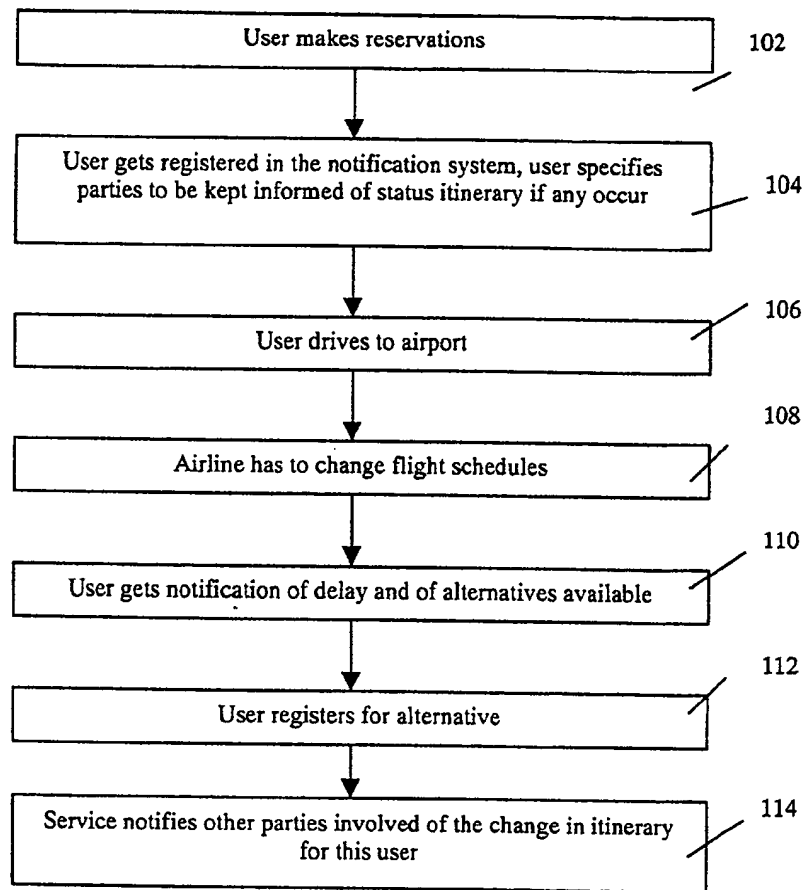 User makes reservations
102
User gets registered in the notification system, user specifies
parties to be kept informed of status itinerary if any occur
104
106
User drives to airport
108
Airline has to change flight schedules
110
User gets notification of delay and of alternatives available
112
User registers for alternative
114
Service notifies other parties involved of the change in itinerary
for this user